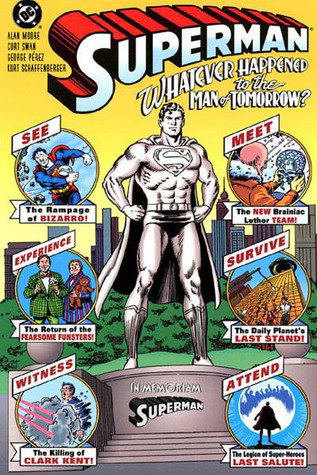 DC
ALAN MOORE
CURT SWAN
GEORGE PÉREZ
KURT SCHAFFENBERGER
SUPERMAN
WHATEVER HAPPENED
to the
MAN of TOMORROW?
SEE
The Rampage
of BIZARRO!
MEET
The NEW Brainiac
Luthor TEAM!
EXPERIENCE
The Return of the
FEARSOME FUNSTERS!
SURVIVE
The Daily Planet's
LAST STAND!
WITNESS
The Killing of
CLARK KENT!
IN MEMORIAM
SUPERMAN
ATTEND
The Legion of Super-Heroes
LAST SALUTE!